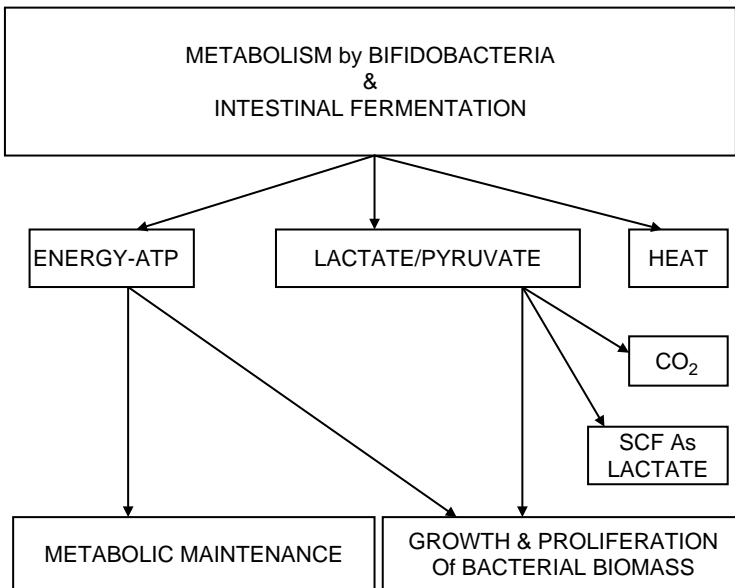 METABOLISM by BIFIDOBACTERIA
&
INTESTINAL FERMENTATION
ENERGY-ATP
LACTATE/PYRUVATE
HEAT
CO₂
SCF As
LACTATE
METABOLIC MAINTENANCE
GROWTH & PROLIFERATION
Of BACTERIAL BIOMASS